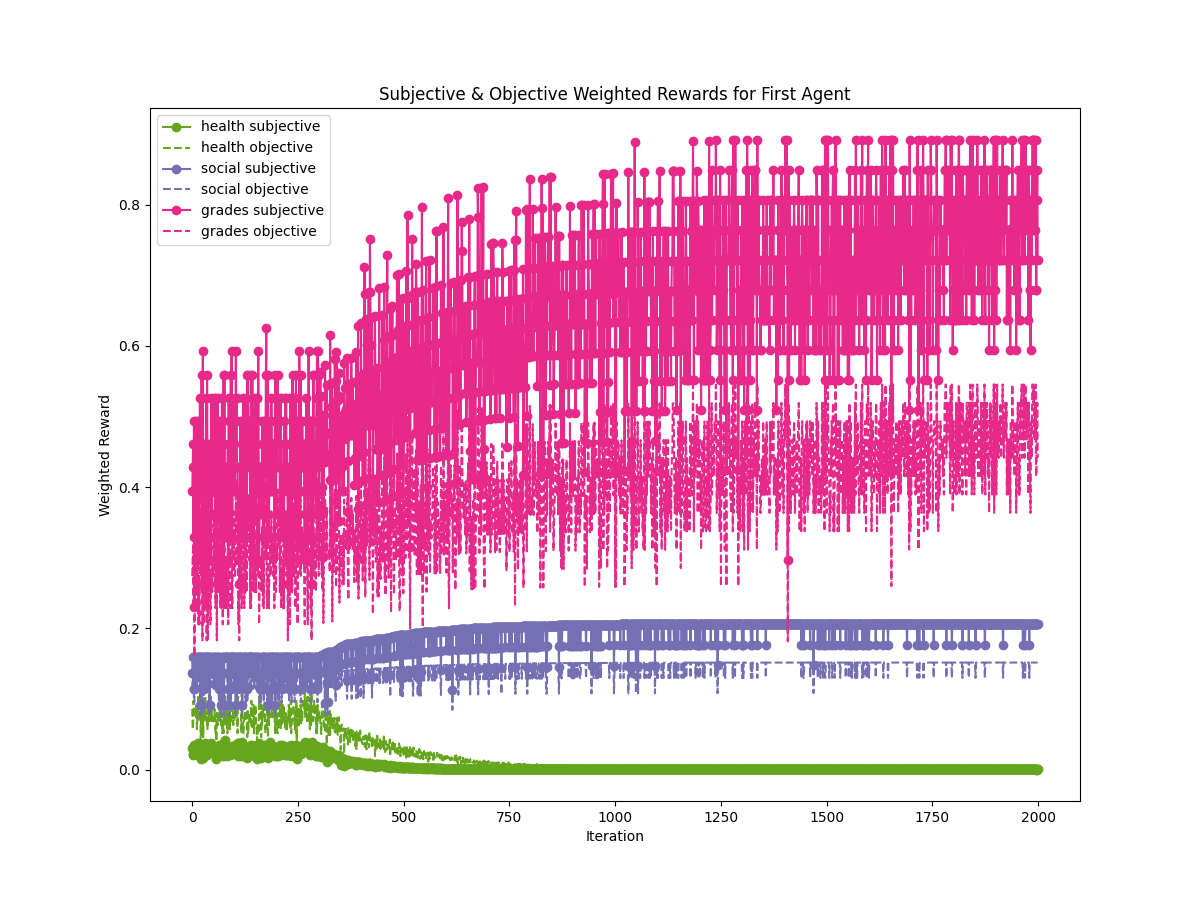 Subjective & Objective Weighted Rewards for First Agent
health subjective
health objective
social subjective
social objective
grades subjective
grades objective
Weighted Reward
0.8
0.6
0.4
0.2
0.0
0 250 500 750 1000 1250 1500 1750 2000
Iteration